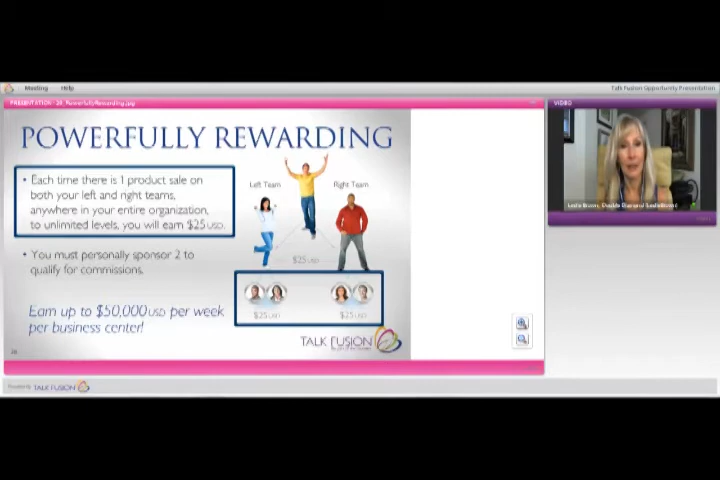 Meeting Help
Talk Fusion Opportunity Presentation
PRESENTATION - 28_PowerfullyRewarding.jpg
VIDEO
POWERFULLY REWARDING
• Each time there is 1 product sale on
both your left and right teams,
anywhere in your entire organization,
to unlimited levels, you will earn $25 USD.
• You must personally sponsor 2 to
qualify for commissions.
Earn up to $50,000 USD per week
per business center!
Left Team
Right Team
$25 USD
$25 USD
$25 USD
TALK FUSION
TALK FUSION